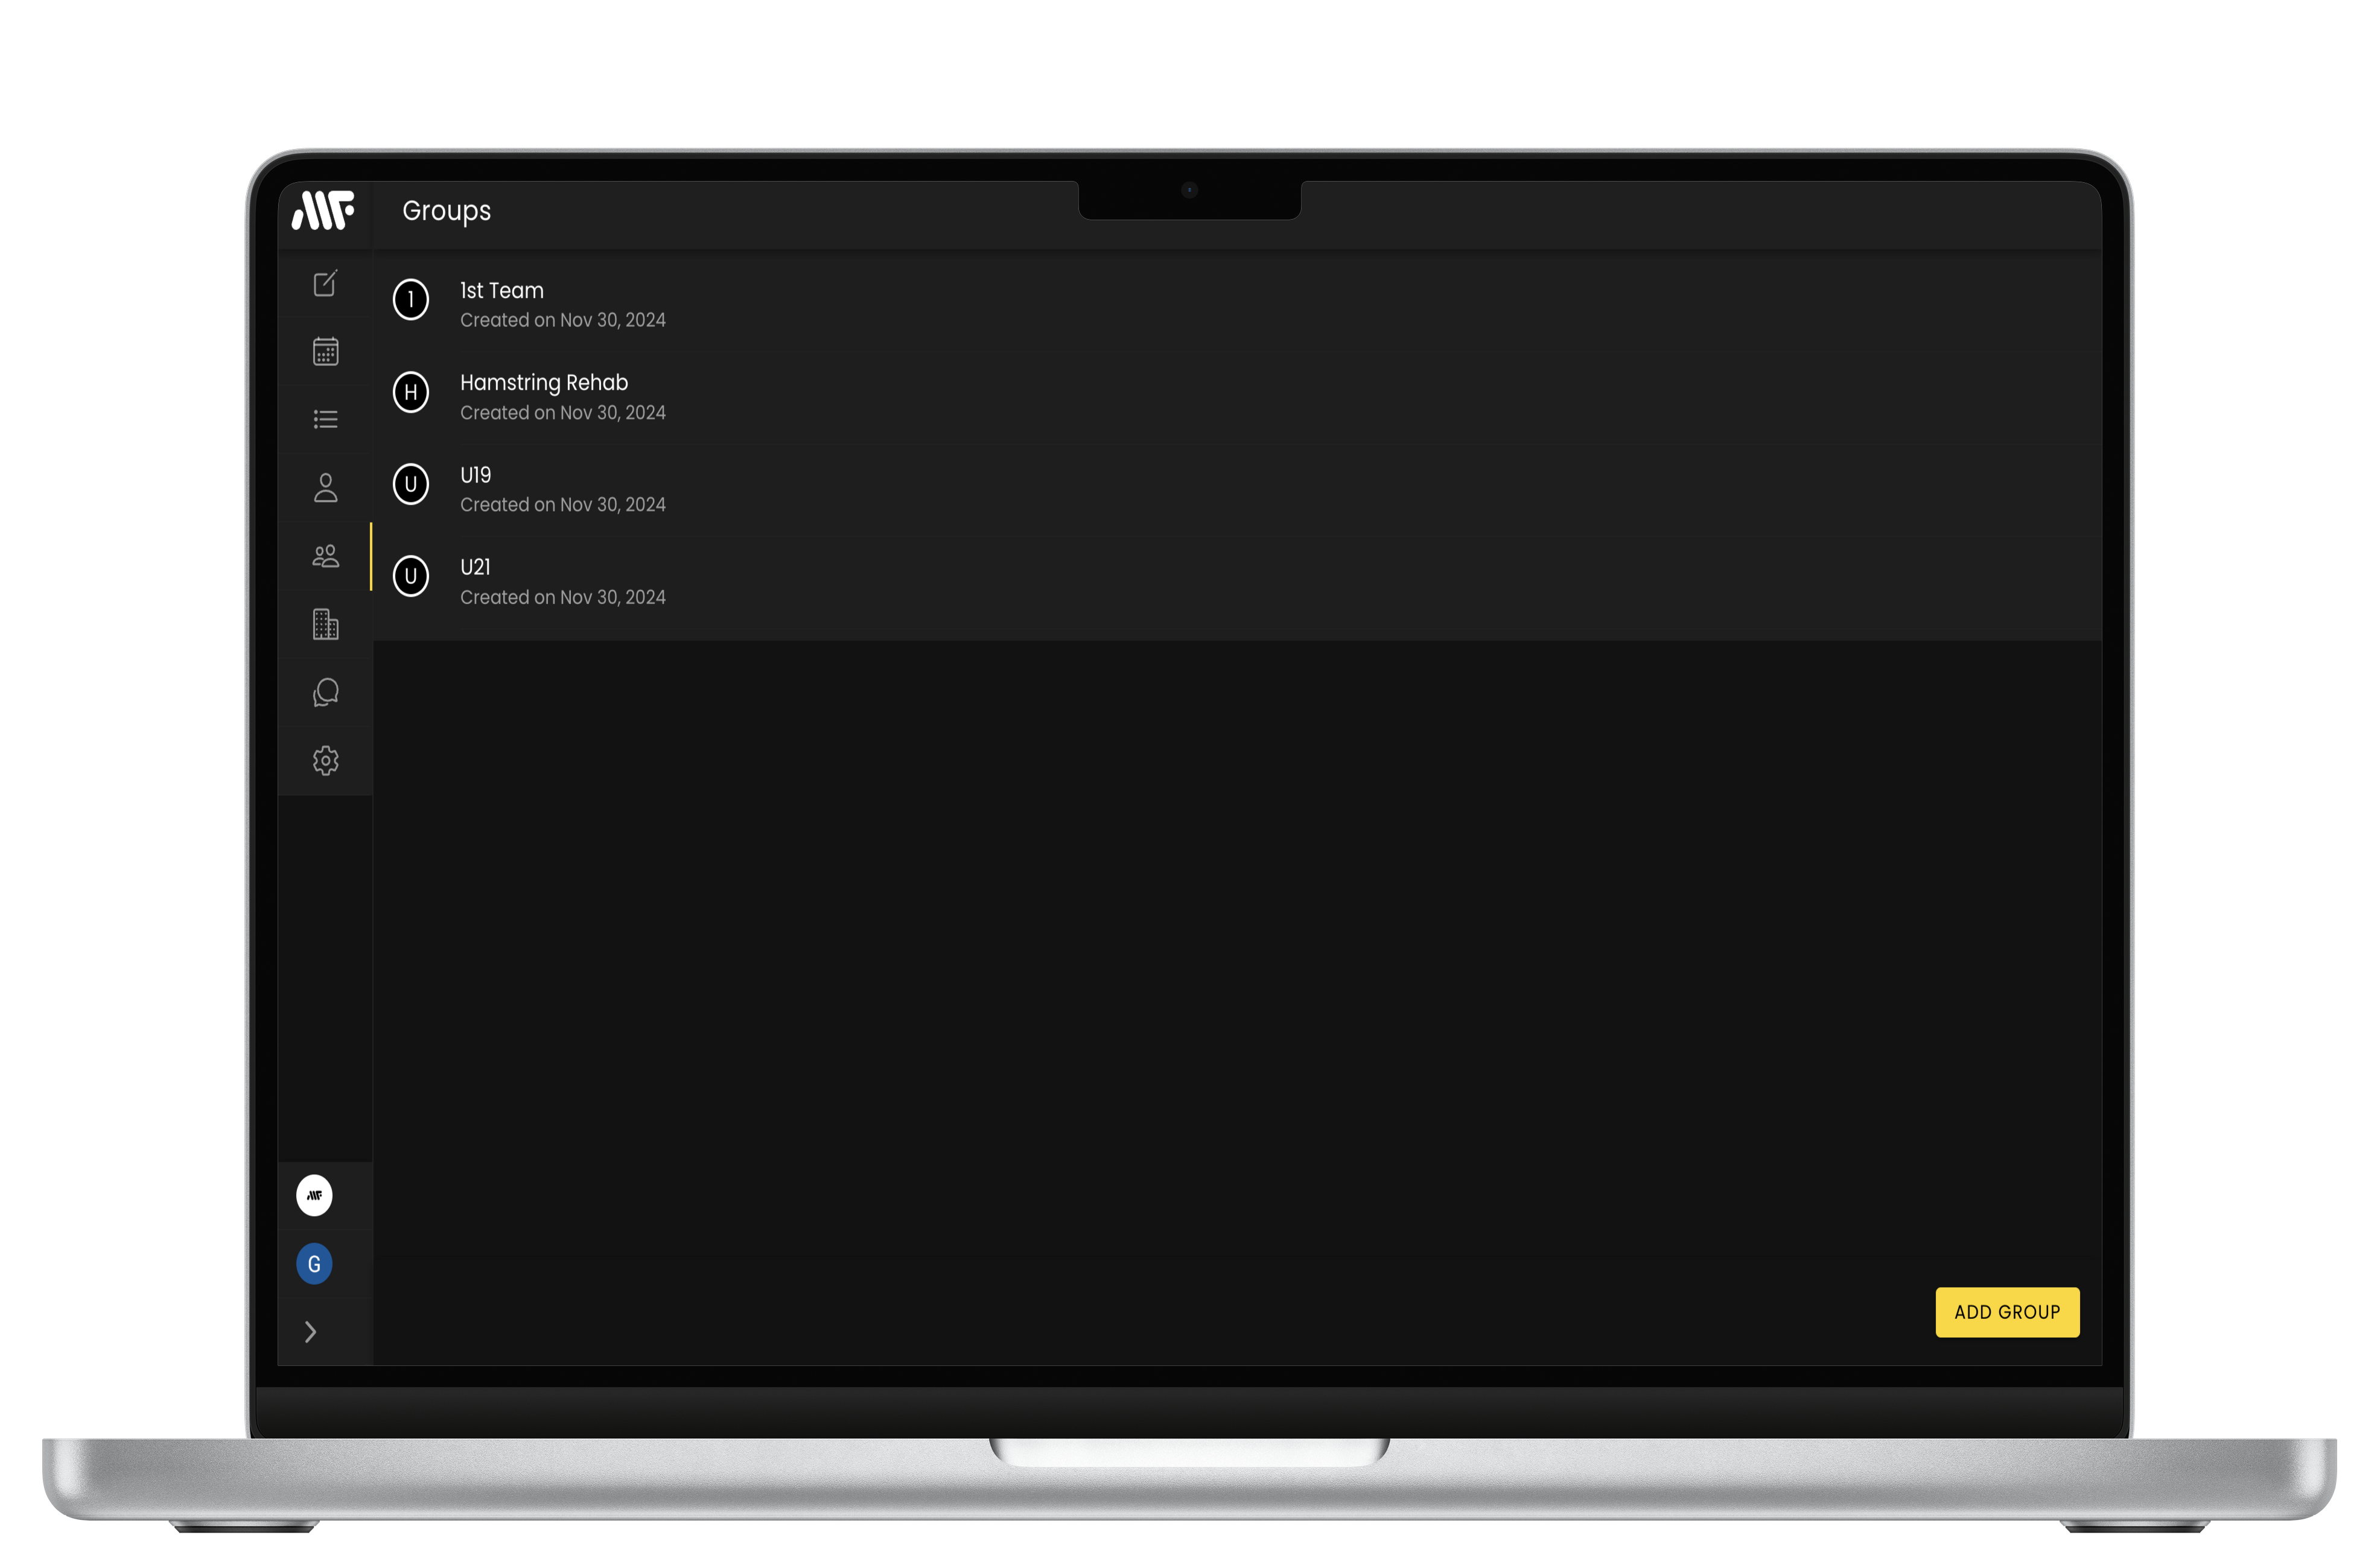 Groups
1
1st Team
Created on Nov 30, 2024
H
Hamstring Rehab
Created on Nov 30, 2024
U
U19
Created on Nov 30, 2024
U
U21
Created on Nov 30, 2024
G
ADD GROUP